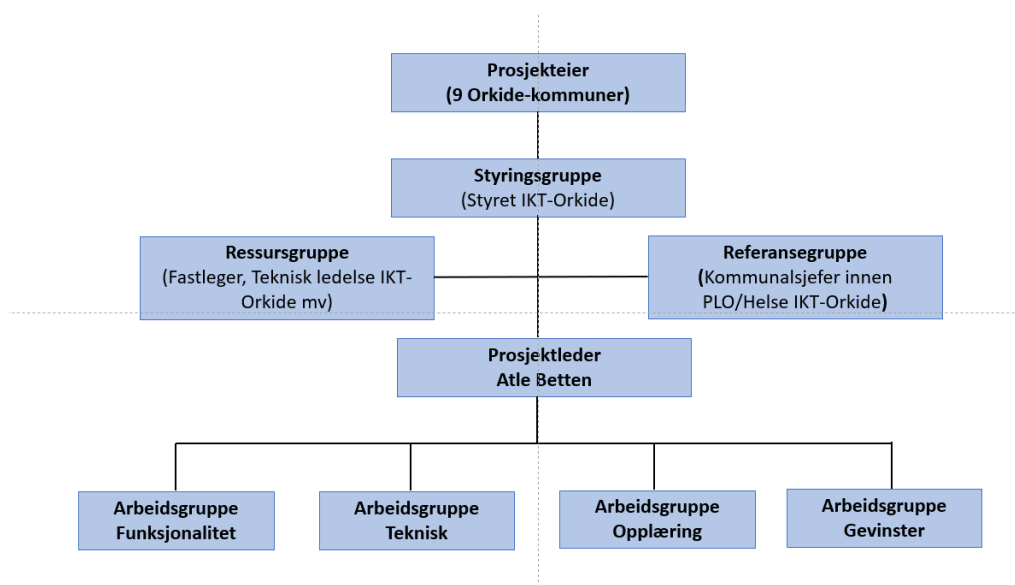 Prosjekteier
(9 Orkide-kommuner)
Styringsgruppe
(Styret IKT-Orkide)
Ressursgruppe
(Fastleger, Teknisk ledelse IKT-
Orkide mv)
Referansegruppe
(Kommunalsjefer innen
PLO/Helse IKT-Orkide)
Prosjektleder
Atle Betten
Arbeidsgruppe
Funksjonalitet
Arbeidsgruppe
Teknisk
Arbeidsgruppe
Opplæring
Arbeidsgruppe
Gevinster